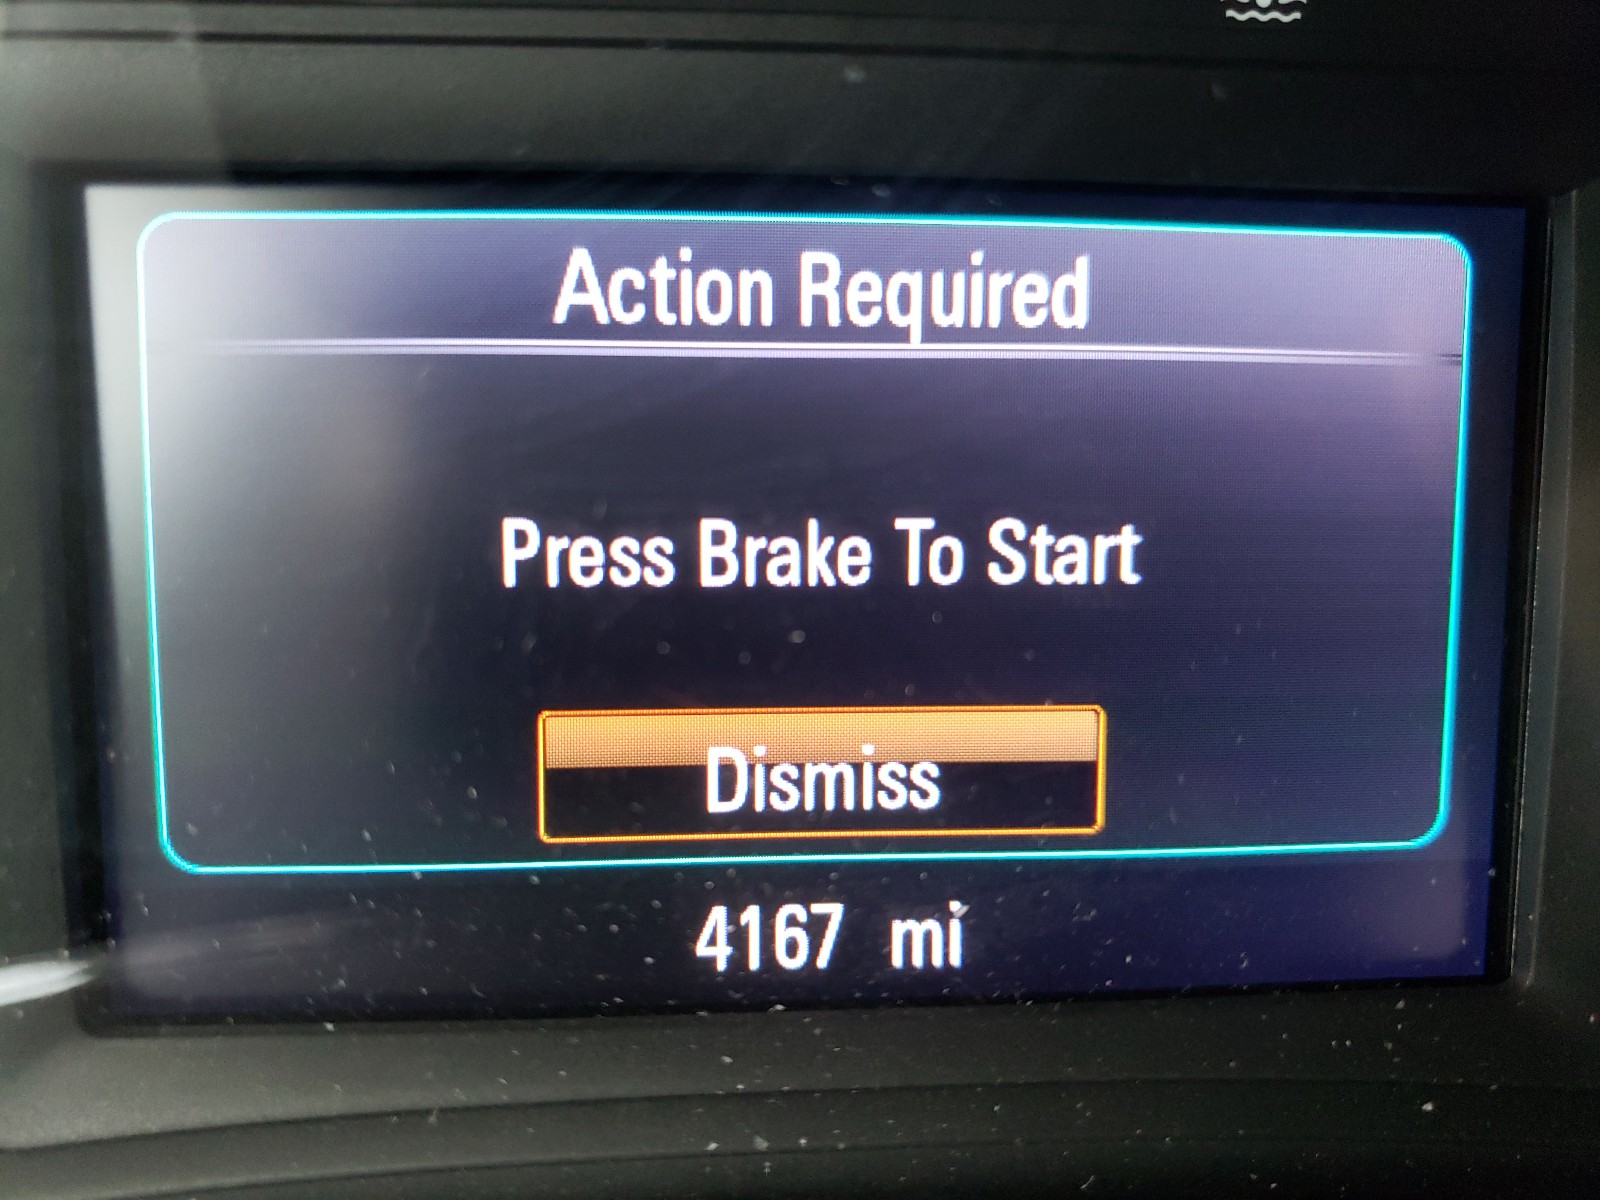 Action Required
Press Brake To Start
Dismiss
4167 mi